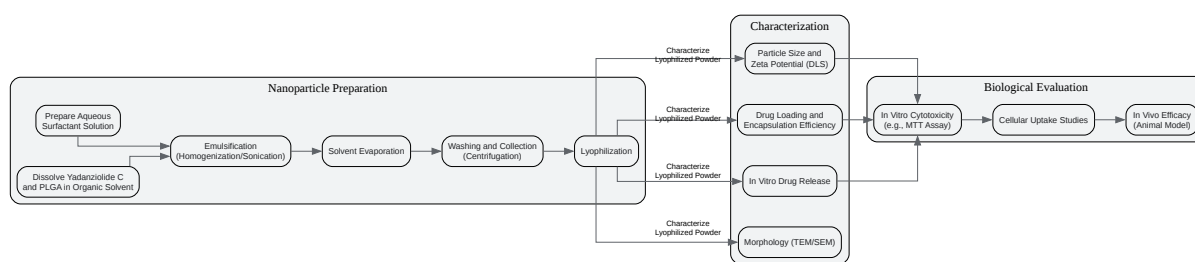 Nanoparticle Preparation
Prepare Aqueous
Surfactant Solution
Dissolve Yadanziolide C
and PLGA in Organic Solvent
Emulsification
(Homogenization/Sonication)
Solvent Evaporation
Washing and Collection
(Centrifugation)
Lyophilization
Characterize
Lyophilized Powder
Characterize
Lyophilized Powder
Characterize
Lyophilized Powder
Characterize
Lyophilized Powder
Characterization
Particle Size and
Zeta Potential (DLS)
Drug Loading and
Encapsulation Efficiency
In Vitro Drug Release
Morphology (TEM/SEM)
Biological Evaluation
In Vitro Cytotoxicity
(e.g., MTT Assay)
Cellular Uptake Studies
In Vivo Efficacy
(Animal Model)